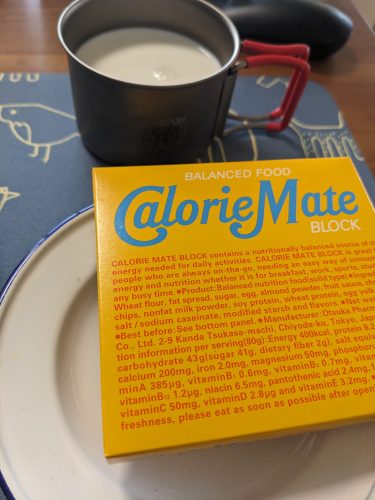 BALANCED FOOD
CalorieMate
BLOCK
CALORIE MATE BLOCK contains a nutritionally balanced source of th
energy needed for daily activities. CALORIE MATE BLOCK is great
people who are always on-the-go, needing an easy way of consum
energy and nutrition whether it is for breakfast, work, sports, stud
any busy time. ●Product:Balanced nutrition food(solid type)
Wheat flour, fat spread, sugar, egg, almond powder, fruit sauce,
chips, nonfat milk powder, soy protein, wheat protein, egg yolk
salt / sodium caseinate, modified starch and flavors. ●Net
●Best before:See bottom panel. ●Manufacturer:Otsuka Pharm
Co., Ltd. 2-9 Kanda Tsukasa-machi, Chiyoda-ku, Tokyo, Jap
tion information per serving(80g):Energy 400kcal, protein 8.2
carbohydrate 43g(sugar 41g, dietary fiber 2g), salt equi
calcium 200mg, iron 2.0mg, magnesium 50mg, phosphor
minA 385μg, vitaminB₁ 0.6mg, vitaminB₂ 0.7mg, vitam
vitaminB₁₂ 1.2μg, niacin 6.5mg, pantothenic acid 2.4mg, f
vitaminC 50mg, vitaminD 2.8μg and vitaminE 3.2mg.
freshness, please eat as soon as possible after open